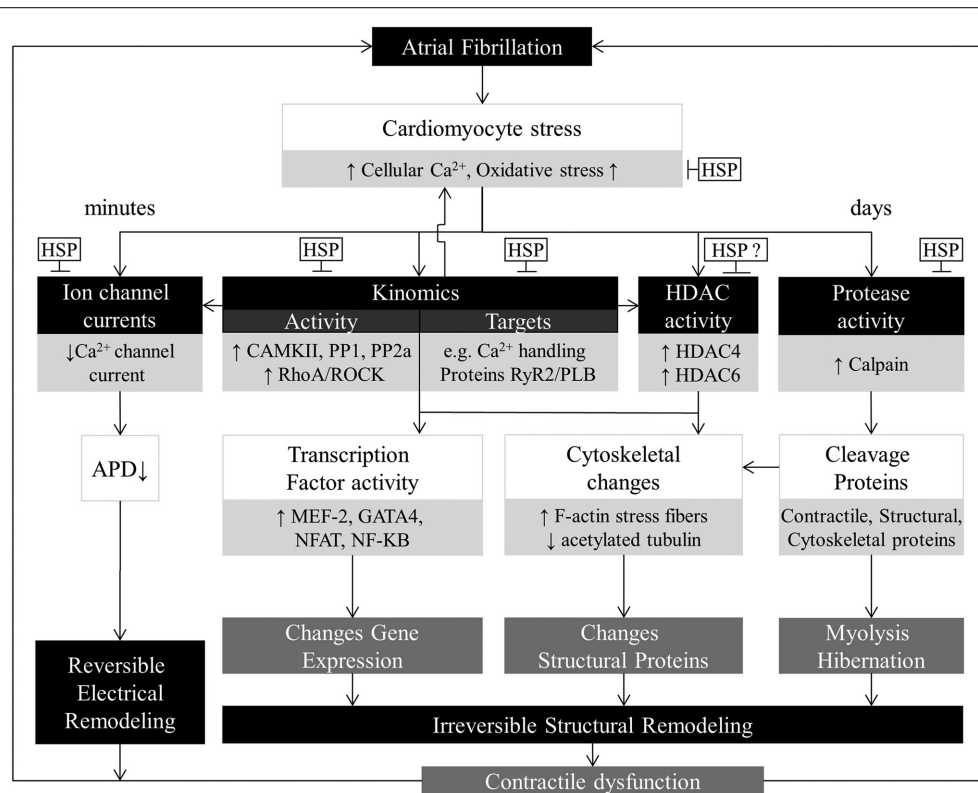 Atrial Fibrillation
Cardiomyocyte stress
↑ Cellular Ca²⁺, Oxidative stress ↑
HSP
minutes
days
HSP
HSP
HSP
HSP ?
HSP
Ion channel
currents
↓Ca²⁺ channel
current
Kinomics
Activity
Targets
↑ CAMKII, PP1, PP2a
↑ RhoA/ROCK
e.g. Ca²⁺ handling
Proteins RyR2/PLB
HDAC
activity
↑ HDAC4
↑ HDAC6
Protease
activity
↑ Calpain
APD↓
Transcription
Factor activity
↑ MEF-2, GATA4,
NFAT, NF-KB
Cytoskeletal
changes
↑ F-actin stress fibers
↓ acetylated tubulin
Cleavage
Proteins
Contractile, Structural,
Cytoskeletal proteins
Reversible
Electrical
Remodeling
Changes Gene
Expression
Changes
Structural Proteins
Myolysis
Hibernation
Irreversible Structural Remodeling
Contractile dysfunction